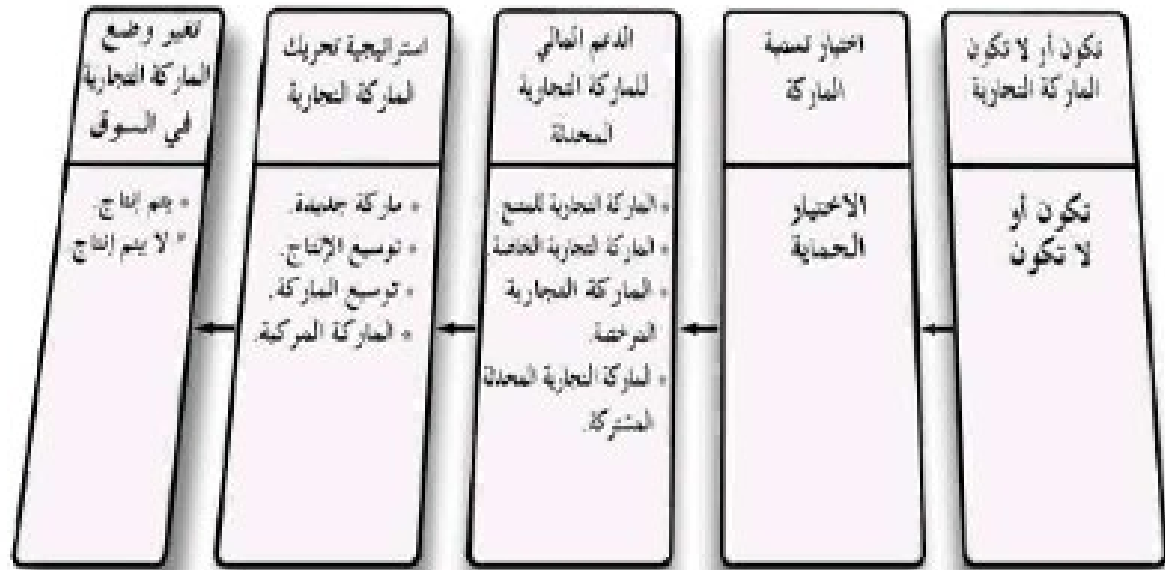 تكون أو لا تكون
الماركة التجارية
تكون أو
لا تكون
اختيار تسمية
الماركة
الاختيار
الحماية
الدعم المالي
للماركة التجارية
المحدثة
* الماركة التجارية للمصنع
* الماركة التجارية الخاصة.
* الماركة التجارية
المرخصة.
* الماركة التجارية المحدثة
المشتركة.
استراتيجية تحريك
الماركة التجارية
* ماركة جديدة.
* توسيع الإنتاج.
* توسيع الماركة.
* الماركة المركبة.
تغيير وضع
الماركة التجارية
في السوق
* يتم إنتاج.
* لا يتم إنتاج